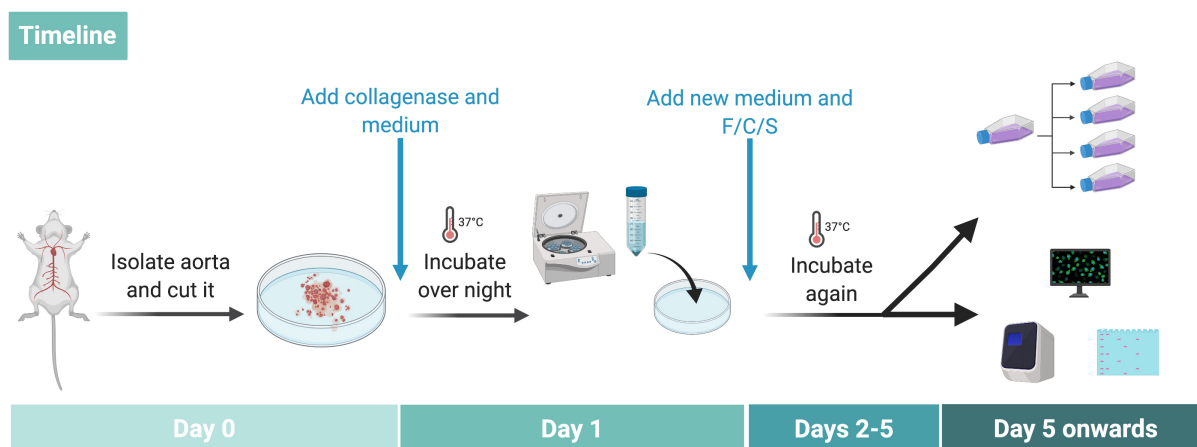 Timeline
Add collagenase and
medium
Add new medium and
F/C/S
37°C
37°C
Isolate aorta
and cut it
Incubate
over night
Incubate
again
Day 0
Day 1
Days 2-5
Day 5 onwards